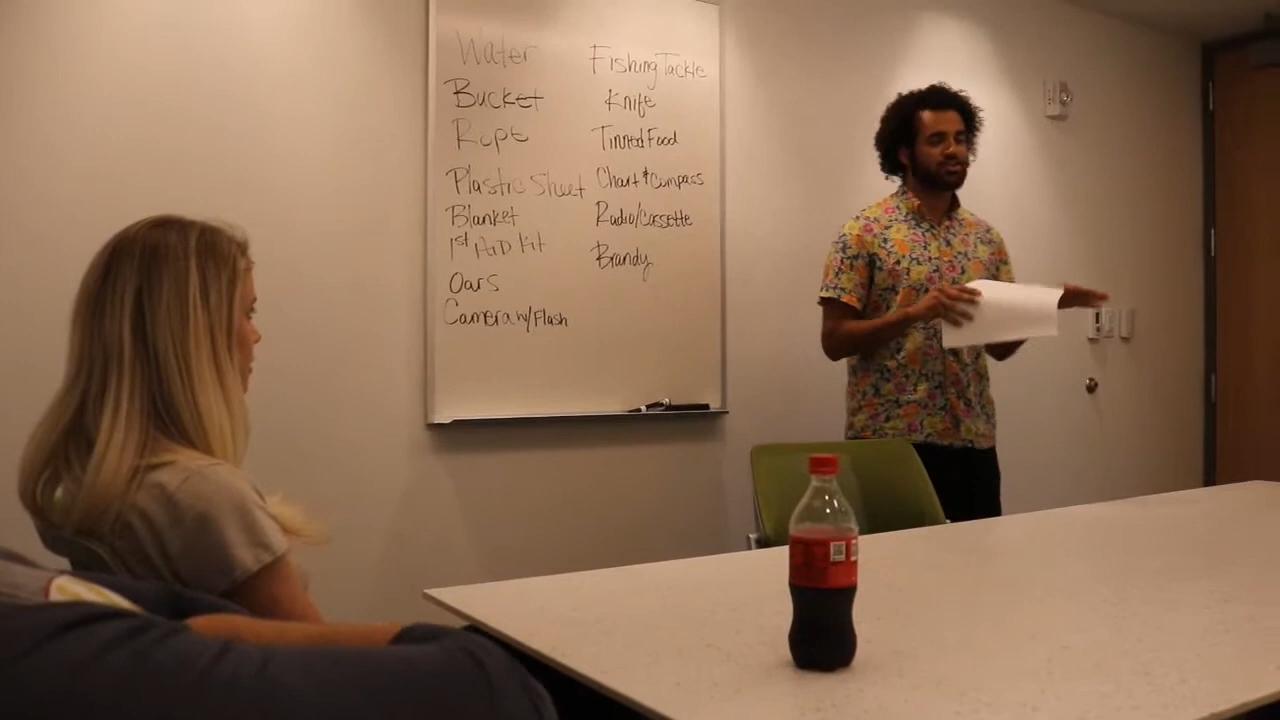 Water
Bucket
Rope
Plastic Sheet
Blanket
1st AID Kit
Oars
Camera w/Flash
Fishing Tackle
Knife
Tinned Food
Chart & Compass
Radio/Cassette
Brandy